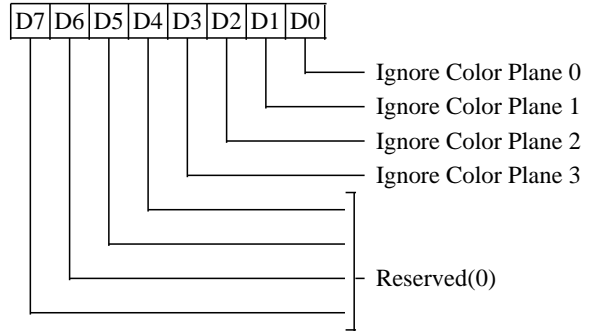 D7 D6 D5 D4 D3 D2 D1 D0
Ignore Color Plane 0
Ignore Color Plane 1
Ignore Color Plane 2
Ignore Color Plane 3
Reserved(0)